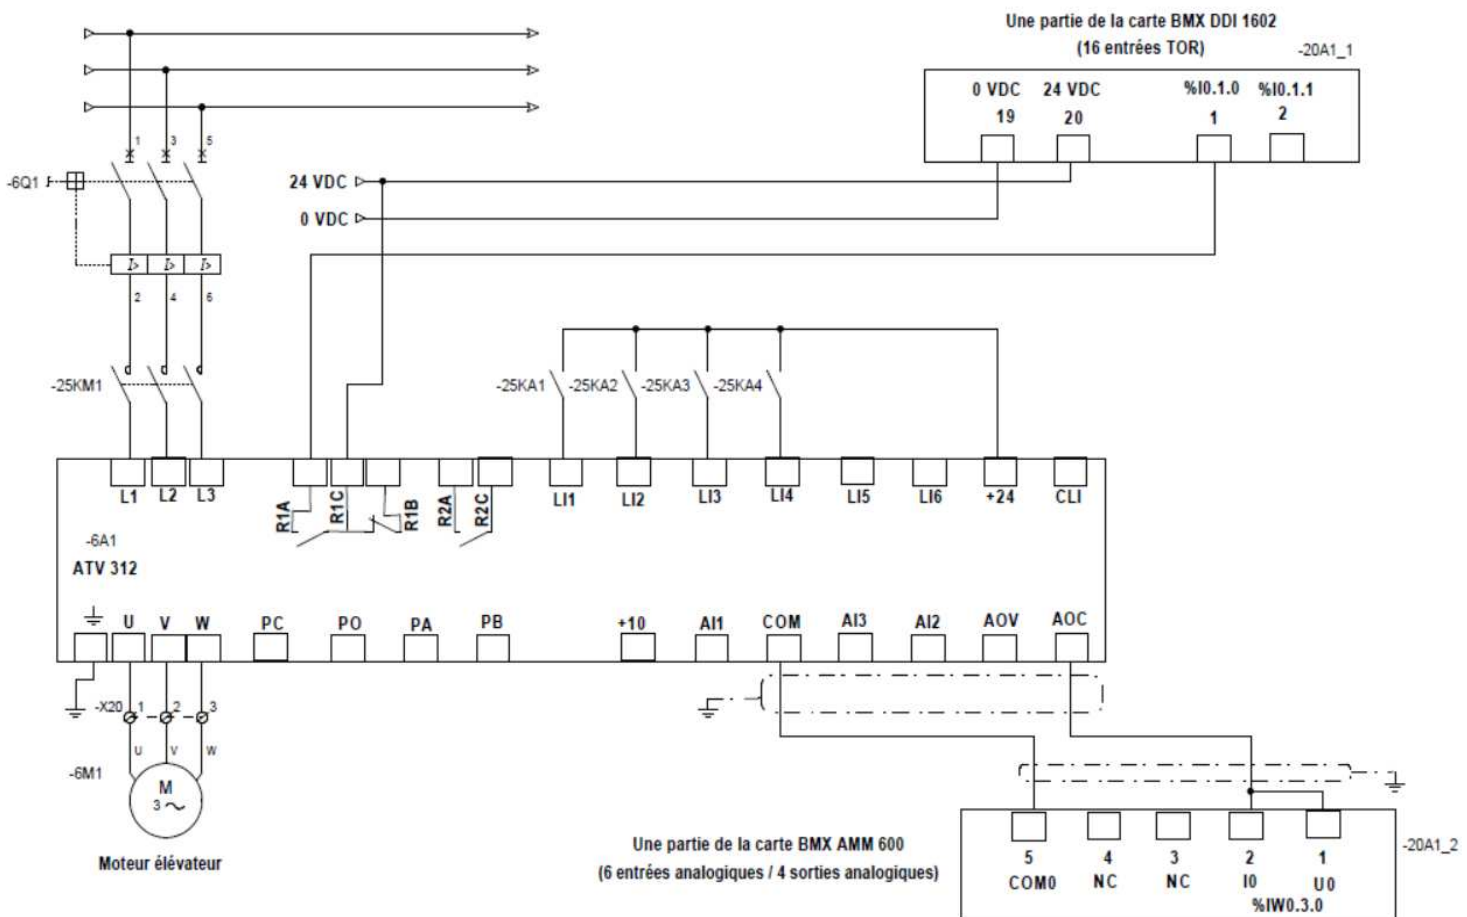 Une partie de la carte BMX DDI 1602
(16 entrées TOR)
-20A1_1
0 VDC 24 VDC %I0.1.0 %I0.1.1
19 20 1 2
1 3 5
-6Q1
24 VDC
0 VDC
I> I> I>
2 4 6
-25KM1
-25KA1 -25KA2 -25KA3 -25KA4
L1 L2 L3
R1A R1C R1B R2A R2C
LI1 LI2 LI3 LI4 LI5 LI6 +24 CLI
-6A1
ATV 312
U V W PC PO PA PB +10 AI1 COM AI3 AI2 AOV AOC
-X20 1 2 3
U V W
-6M1
M
3
Moteur élévateur
Une partie de la carte BMX AMM 600
(6 entrées analogiques / 4 sorties analogiques)
-20A1_2
5 4 3 2 1
COM0 NC NC I0 U0
%IW0.3.0